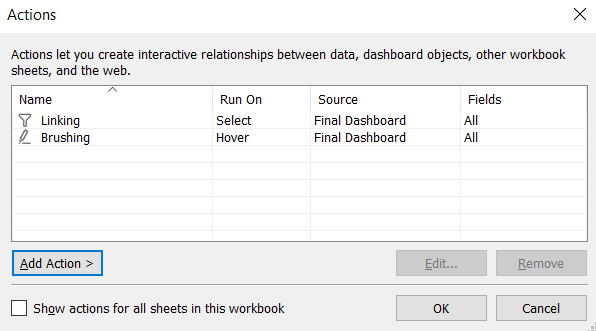 Actions
Actions let you create interactive relationships between data, dashboard objects, other workbook
sheets, and the web.
Name Run On Source Fields
Linking Select Final Dashboard All
Brushing Hover Final Dashboard All
Add Action > Edit... Remove
Show actions for all sheets in this workbook OK Cancel